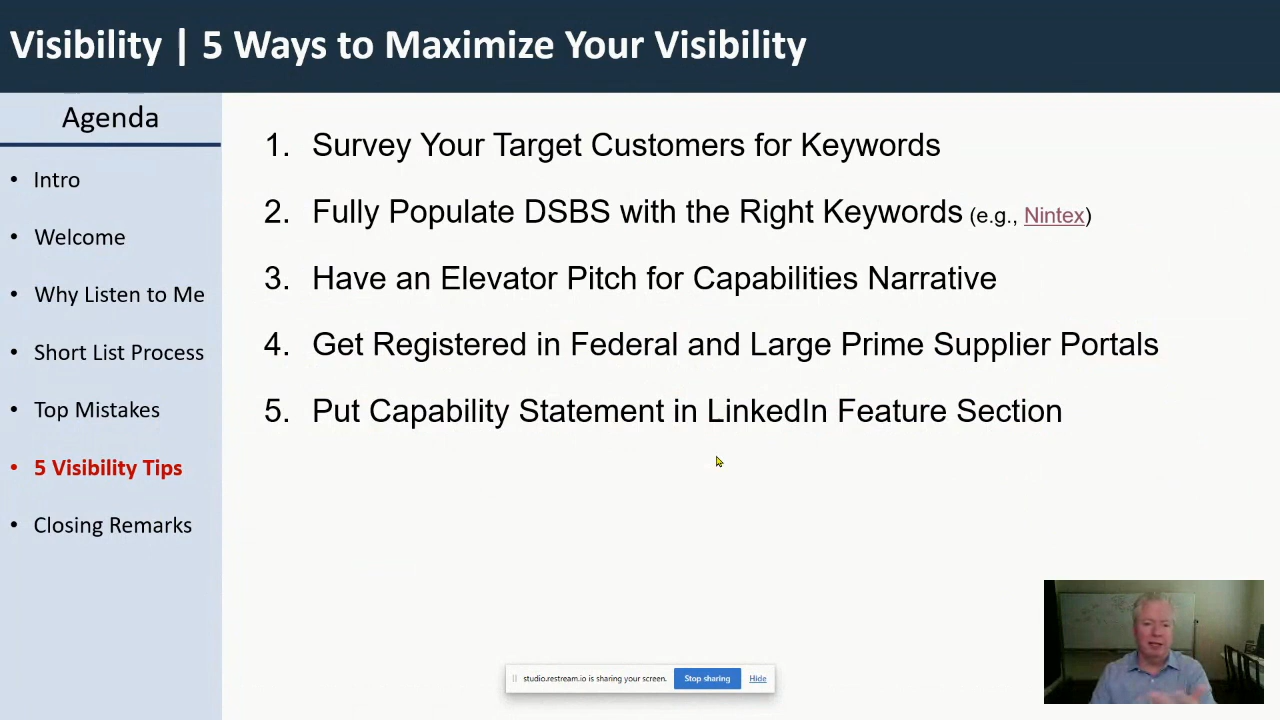 Visibility | 5 Ways to Maximize Your Visibility
Agenda
• Intro
• Welcome
• Why Listen to Me
• Short List Process
• Top Mistakes
• 5 Visibility Tips
• Closing Remarks
1. Survey Your Target Customers for Keywords
2. Fully Populate DSBS with the Right Keywords (e.g., Nintex)
3. Have an Elevator Pitch for Capabilities Narrative
4. Get Registered in Federal and Large Prime Supplier Portals
5. Put Capability Statement in LinkedIn Feature Section
studio.restream.io is sharing your screen. Stop sharing Hide